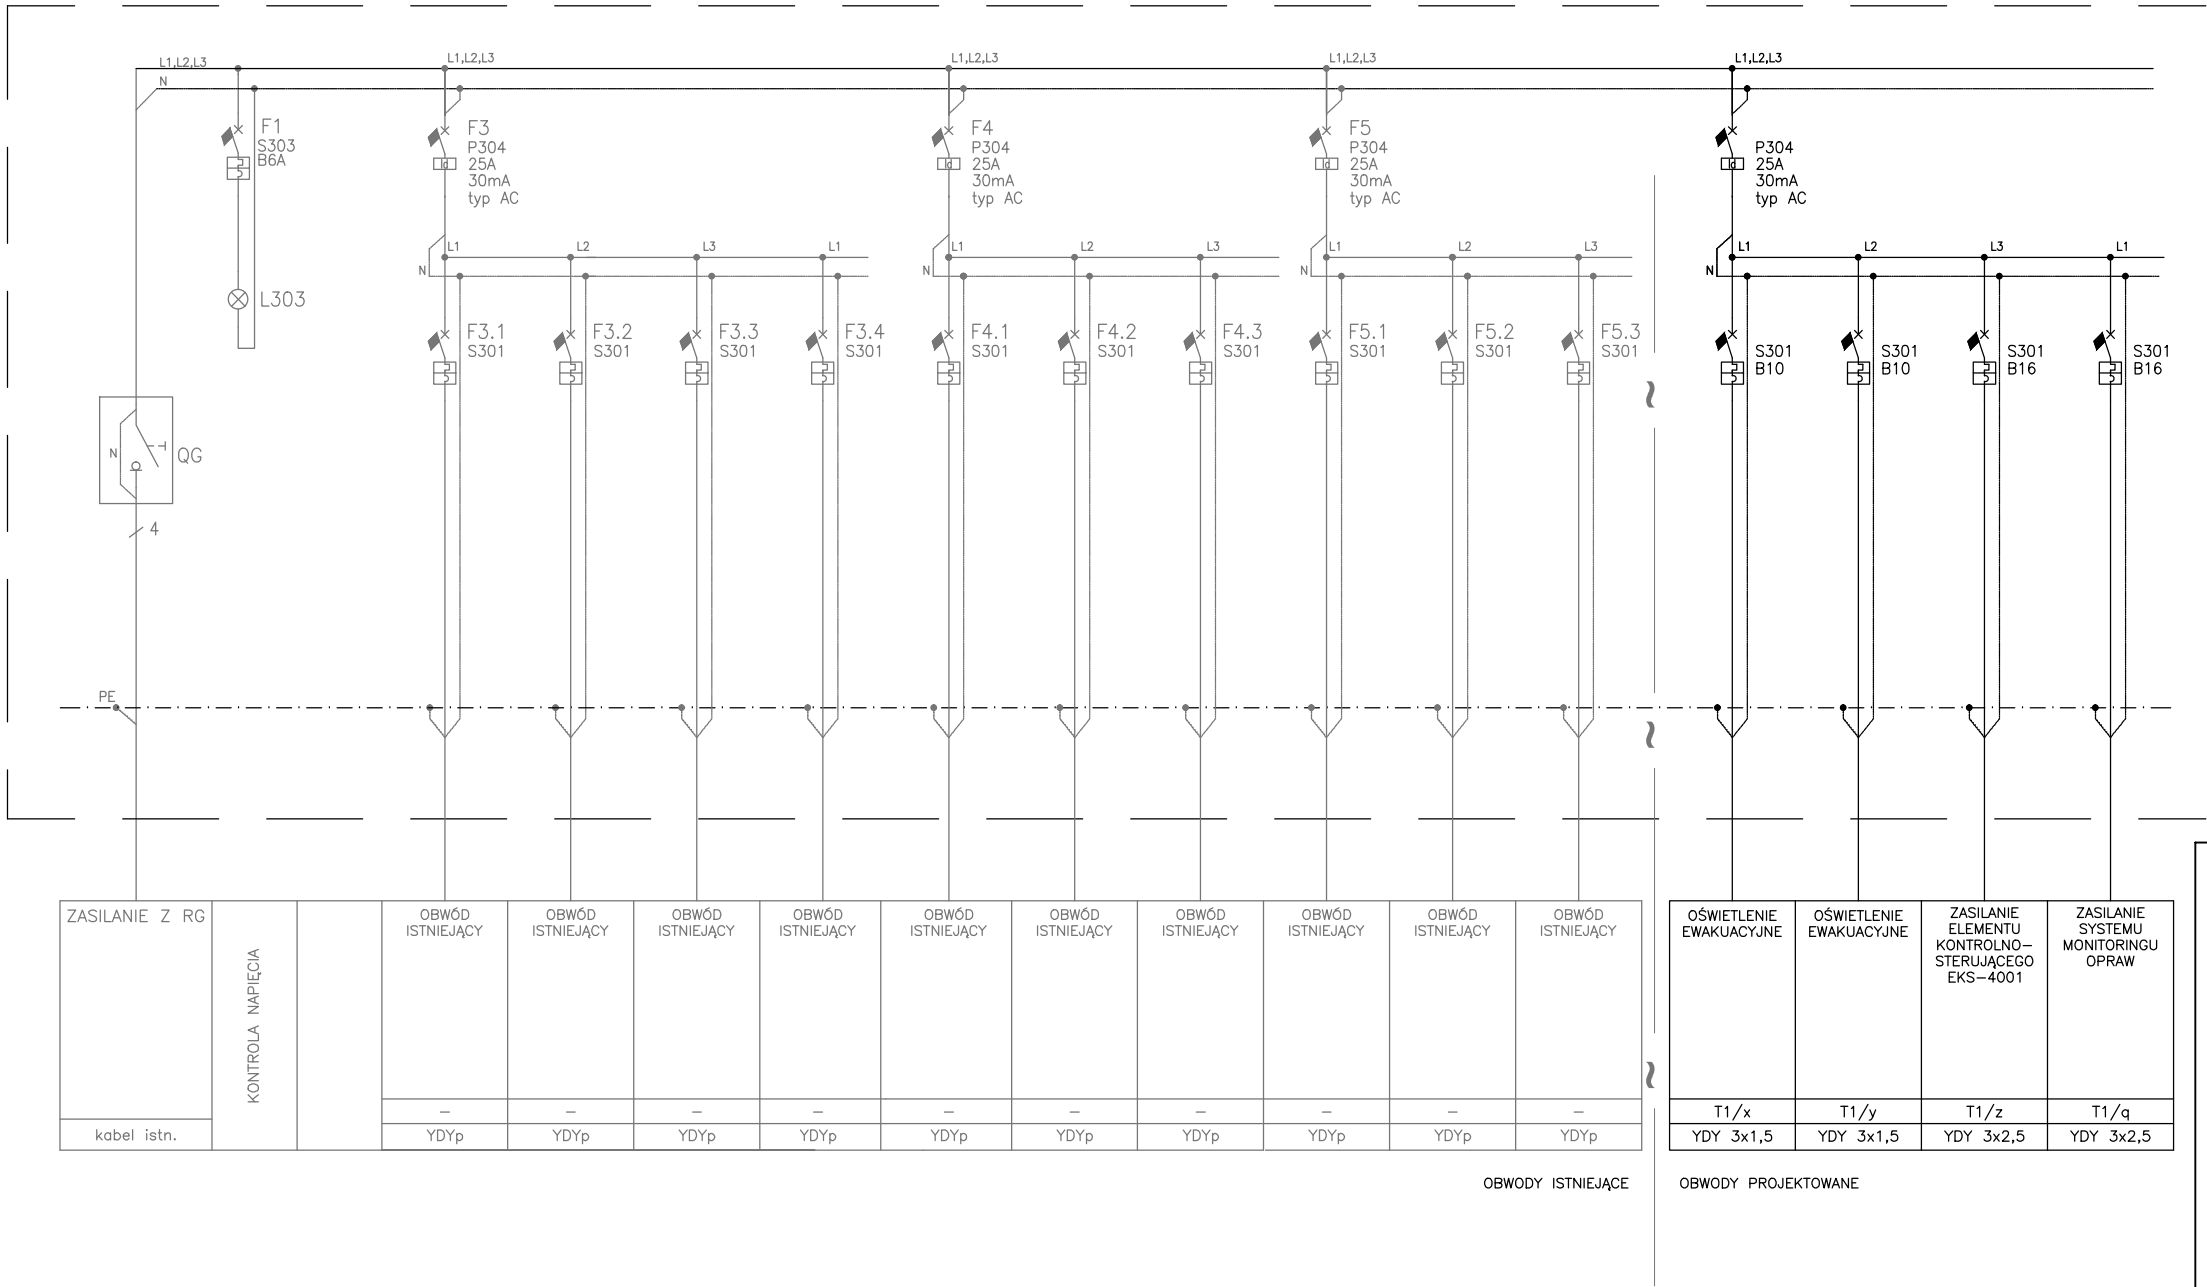 L1,L2,L3
L1,L2,L3
L1,L2,L3
L1,L2,L3
L1,L2,L3
N
F1
S303
B6A
F3
P304
25A
30mA
typ AC
F4
P304
25A
30mA
typ AC
F5
P304
25A
30mA
typ AC
P304
25A
30mA
typ AC
L1
L2
L3
L1
L1
L2
L3
L1
L2
L3
L1
L2
L3
L1
N
N
N
N
L303
F3.1
S301
F3.2
S301
F3.3
S301
F3.4
S301
F4.1
S301
F4.2
S301
F4.3
S301
F5.1
S301
F5.2
S301
F5.3
S301
S301
B10
S301
B10
S301
B16
S301
B16
N
QG
4
PE
ZASILANIE Z RG
kabel istn.
KONTROLA NAPIĘCIA
OBWÓD
ISTNIEJĄCY
OBWÓD
ISTNIEJĄCY
OBWÓD
ISTNIEJĄCY
OBWÓD
ISTNIEJĄCY
OBWÓD
ISTNIEJĄCY
OBWÓD
ISTNIEJĄCY
OBWÓD
ISTNIEJĄCY
OBWÓD
ISTNIEJĄCY
OBWÓD
ISTNIEJĄCY
OBWÓD
ISTNIEJĄCY
OŚWIETLENIE
EWAKUACYJNE
OŚWIETLENIE
EWAKUACYJNE
ZASILANIE
ELEMENTU
KONTROLNO-
STERUJĄCEGO
EKS-4001
ZASILANIE
SYSTEMU
MONITORINGU
OPRAW
– – – – – – – – – –
T1/x
T1/y
T1/z
T1/q
YDYp
YDYp
YDYp
YDYp
YDYp
YDYp
YDYp
YDYp
YDYp
YDYp
YDY 3x1,5
YDY 3x1,5
YDY 3x2,5
YDY 3x2,5
OBWODY ISTNIEJĄCE
OBWODY PROJEKTOWANE